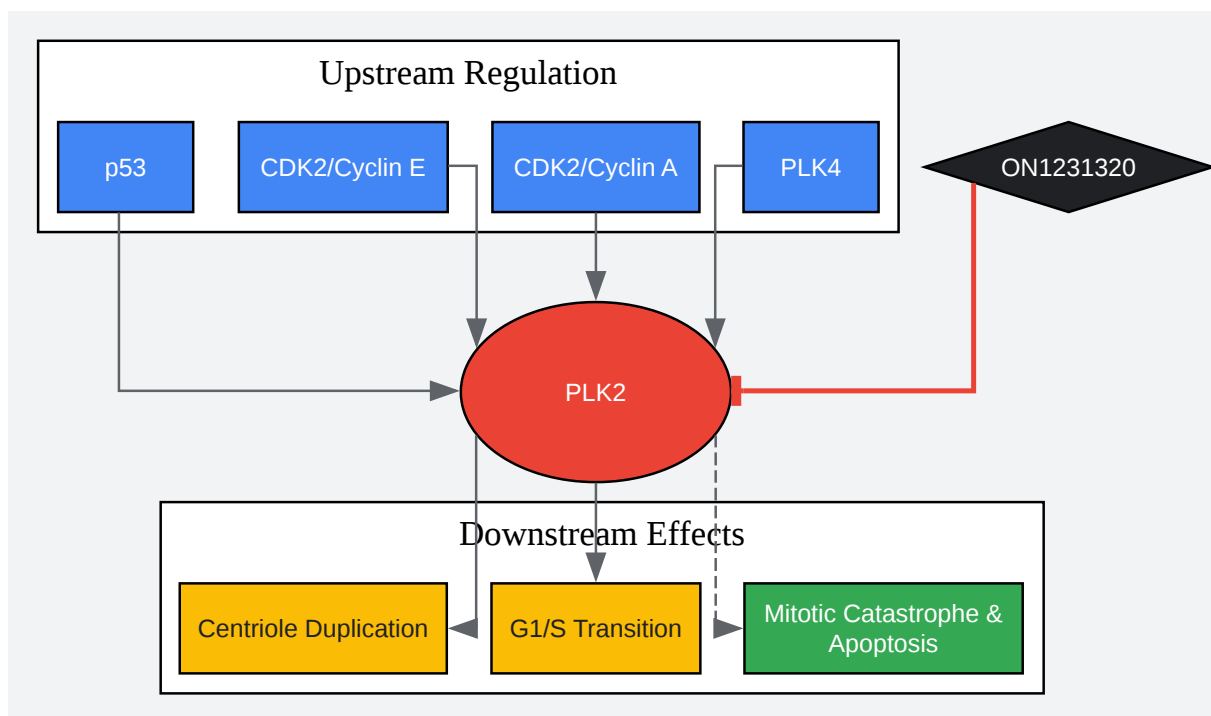 Upstream Regulation
p53
CDK2/Cyclin E
CDK2/Cyclin A
PLK4
ON1231320
PLK2
Downstream Effects
Centriole Duplication
G1/S Transition
Mitotic Catastrophe &
Apoptosis